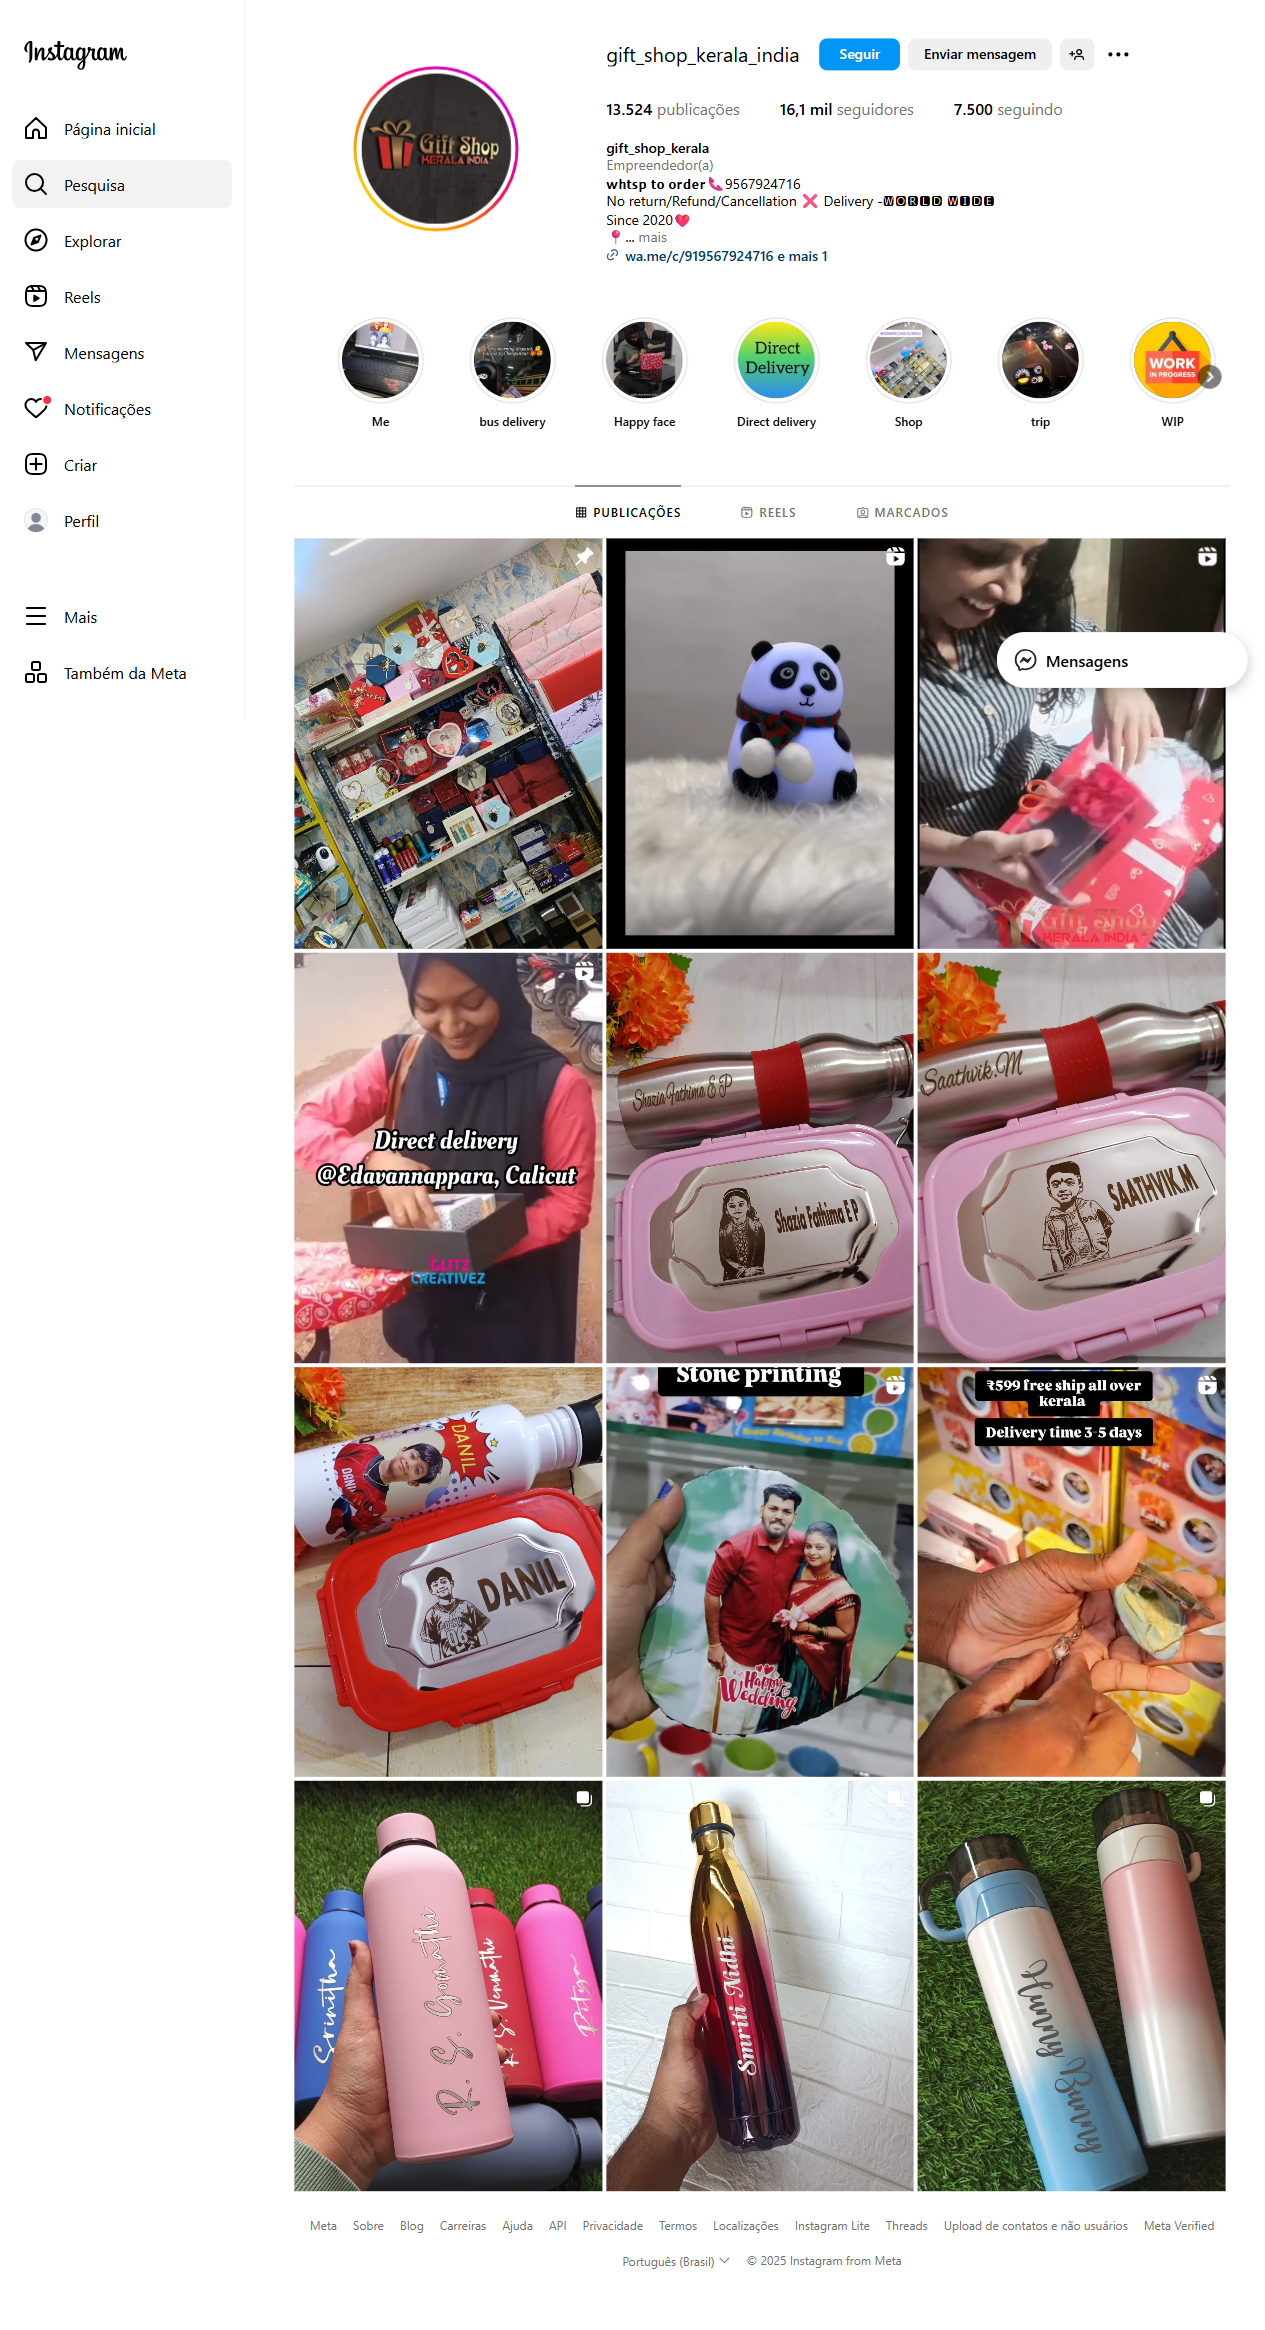 Instagram
Página inicial
Pesquisa
Explorar
Reels
Mensagens
Notificações
Criar
Perfil
Mais
Também da Meta
gift_shop_kerala_india
Seguir
Enviar mensagem
13.524 publicações
16,1 mil seguidores
7.500 seguindo
Gift Shop
KERALA INDIA
gift_shop_kerala
Empreendedor(a)
whtsp to order📞9567924716
No return/Refund/Cancellation ❌ Delivery -🆆🅾🆁🅻🅳 🆆🅸🅳🅴
Since 2020❤️
📍... mais
wa.me/c/919567924716 e mais 1
Direct
Delivery
WORK
IN PROGRESS
Me
bus delivery
Happy face
Direct delivery
Shop
trip
WIP
PUBLICAÇÕES
REELS
MARCADOS
Mensagens
Gift Shop
KERALA INDIA
Direct delivery
@Edavannappara, Calicut
GLITZ
CREATIVEZ
Shazia Fathima E P
Shazia Fathima E P
Saathvik.M
SAATHVIK.M
DANIL
DANIL
DANIL
Stone printing
Happy
Wedding
₹599 free ship all over
kerala
Delivery time 3-5 days
Srinitha
R. S. Gomathi
Smriti Nidhi
Hunny Bunny
Meta
Sobre
Blog
Carreiras
Ajuda
API
Privacidade
Termos
Localizações
Instagram Lite
Threads
Upload de contatos e não usuários
Meta Verified
Português (Brasil)
© 2025 Instagram from Meta